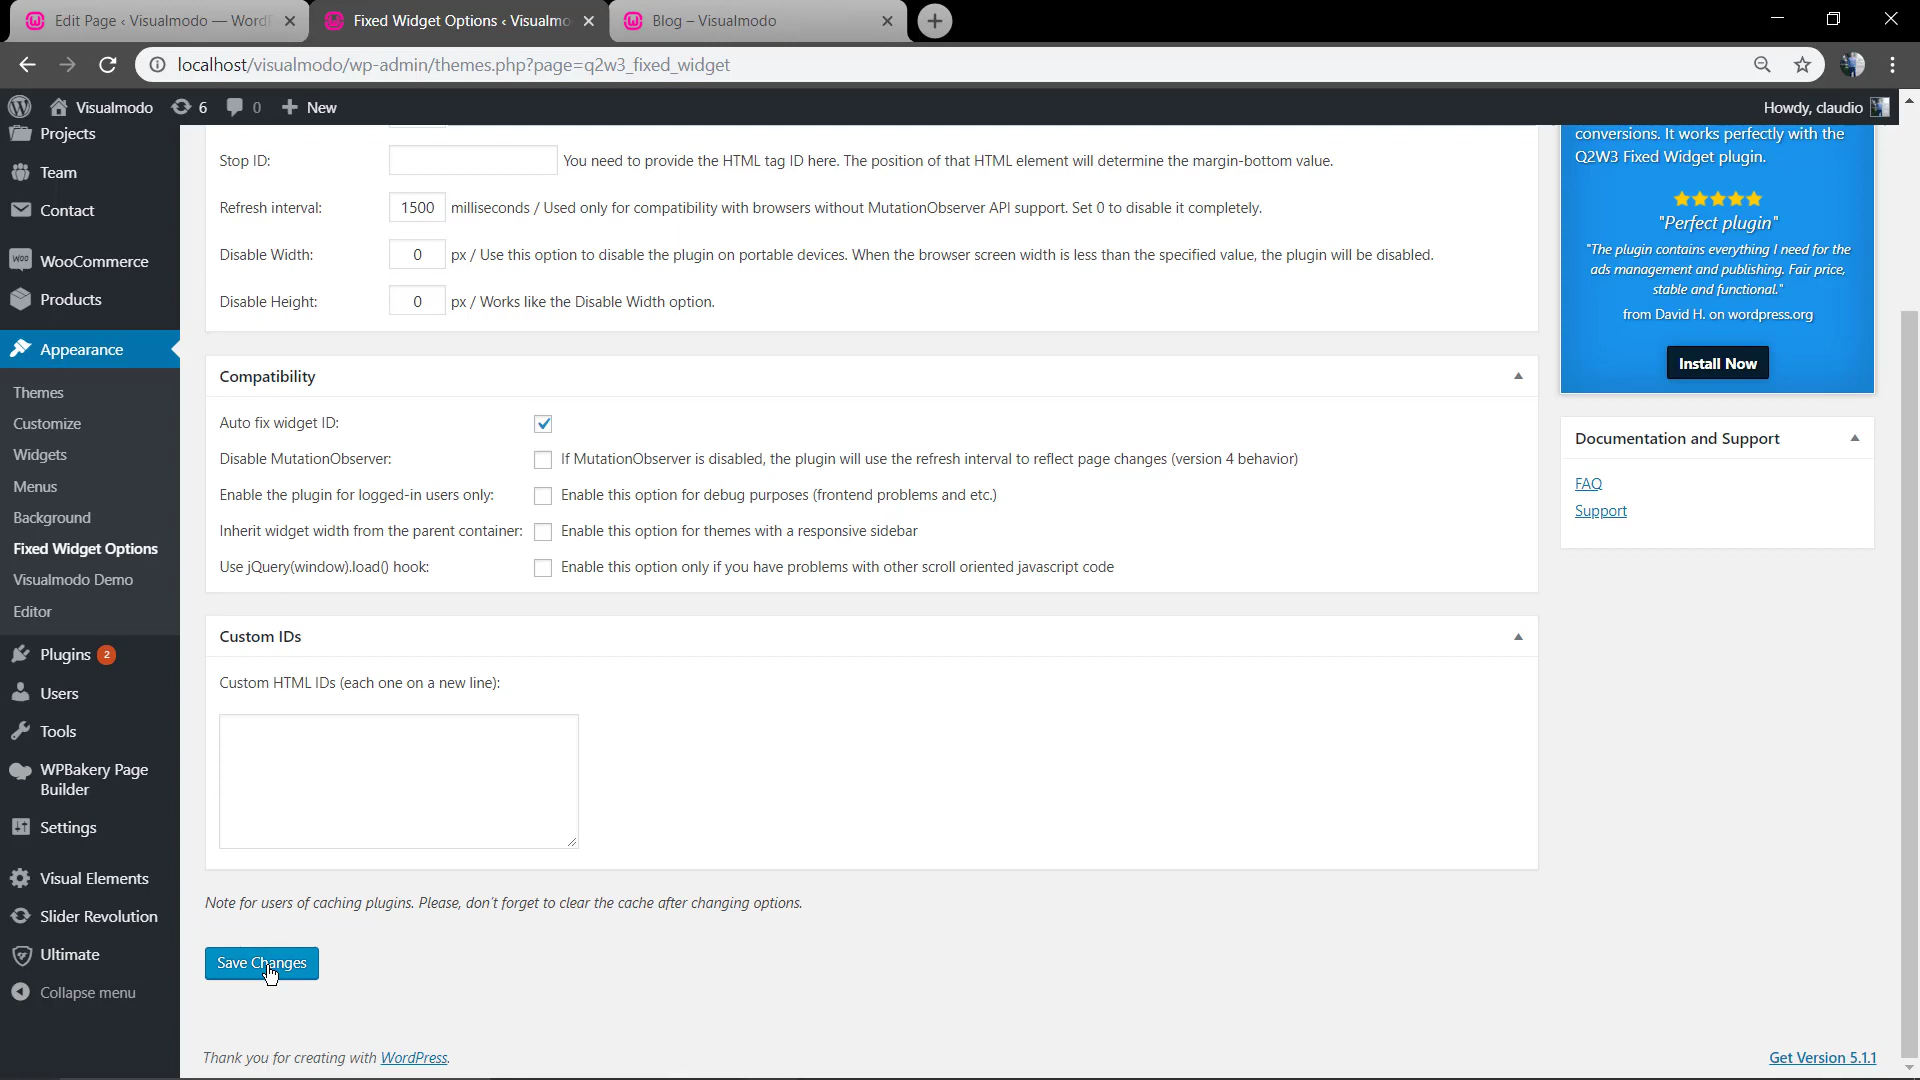 Edit Page ‹ Visualmodo — Word
Fixed Widget Options ‹ Visualmo
Blog – Visualmodo
localhost/visualmodo/wp-admin/themes.php?page=q2w3_fixed_widget
Visualmodo
6
0
New
Howdy, claudio
Projects
Team
Contact
WooCommerce
Products
Appearance
Themes
Customize
Widgets
Menus
Background
Fixed Widget Options
Visualmodo Demo
Editor
Plugins 2
Users
Tools
WPBakery Page
Builder
Settings
Visual Elements
Slider Revolution
Ultimate
Collapse menu
Stop ID: You need to provide the HTML tag ID here. The position of that HTML element will determine the margin-bottom value.
Refresh interval: 1500 milliseconds / Used only for compatibility with browsers without MutationObserver API support. Set 0 to disable it completely.
Disable Width: 0 px / Use this option to disable the plugin on portable devices. When the browser screen width is less than the specified value, the plugin will be disabled.
Disable Height: 0 px / Works like the Disable Width option.
Compatibility
Auto fix widget ID:
Disable MutationObserver: If MutationObserver is disabled, the plugin will use the refresh interval to reflect page changes (version 4 behavior)
Enable the plugin for logged-in users only: Enable this option for debug purposes (frontend problems and etc.)
Inherit widget width from the parent container: Enable this option for themes with a responsive sidebar
Use jQuery(window).load() hook: Enable this option only if you have problems with other scroll oriented javascript code
Custom IDs
Custom HTML IDs (each one on a new line):
Note for users of caching plugins. Please, don't forget to clear the cache after changing options.
Save Changes
Thank you for creating with WordPress.
Get Version 5.1.1
conversions. It works perfectly with the
Q2W3 Fixed Widget plugin.
"Perfect plugin"
"The plugin contains everything I need for the
ads management and publishing. Fair price,
stable and functional."
from David H. on wordpress.org
Install Now
Documentation and Support
FAQ
Support